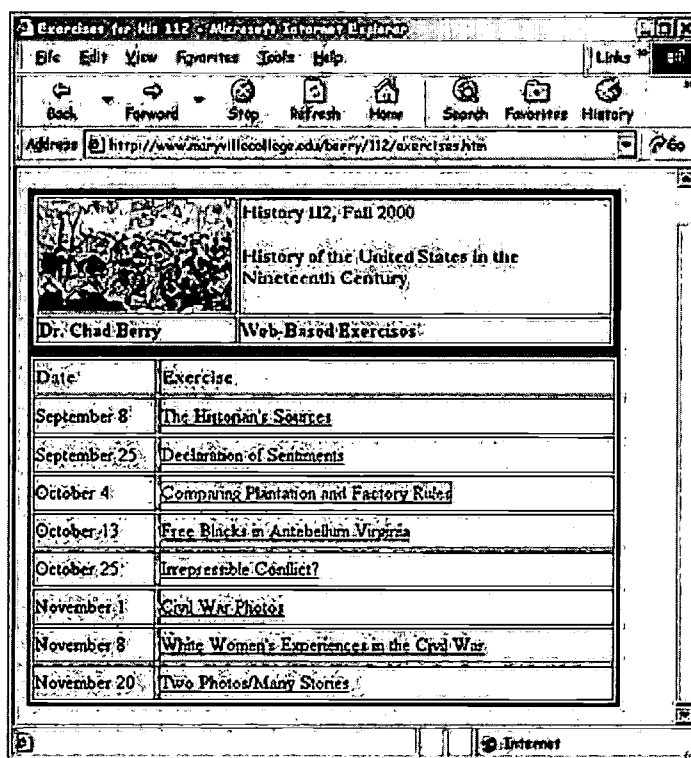 Exercises for His 112 - Microsoft Internet Explorer
File Edit View Favorites Tools Help Links »
Back Forward Stop Refresh Home Search Favorites History »
Address http://www.maryvillecollege.edu/berry/112/exercises.htm Go
History 112, Fall 2000
History of the United States in the
Nineteenth Century
Dr. Chad Berry Web-Based Exercises
Date Exercise
September 8 The Historian's Sources
September 25 Declaration of Sentiments
October 4 Comparing Plantation and Factory Rules
October 13 Free Blacks in Antebellum Virginia
October 25 Irrepressible Conflict?
November 1 Civil War Photos
November 8 White Women's Experiences in the Civil War
November 20 Two Photos/Many Stories
Internet